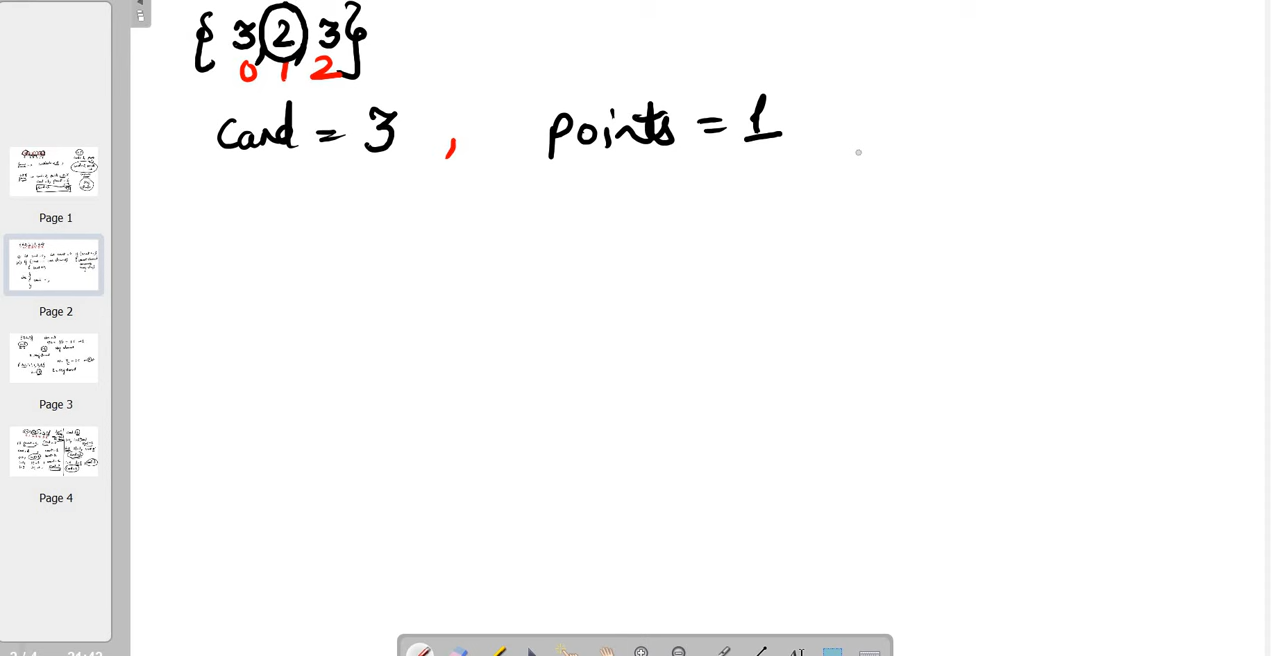 { 3, 2, 3 }
0 1 2
card = 3 , points = 1
Page 1
Page 2
Page 3
Page 4